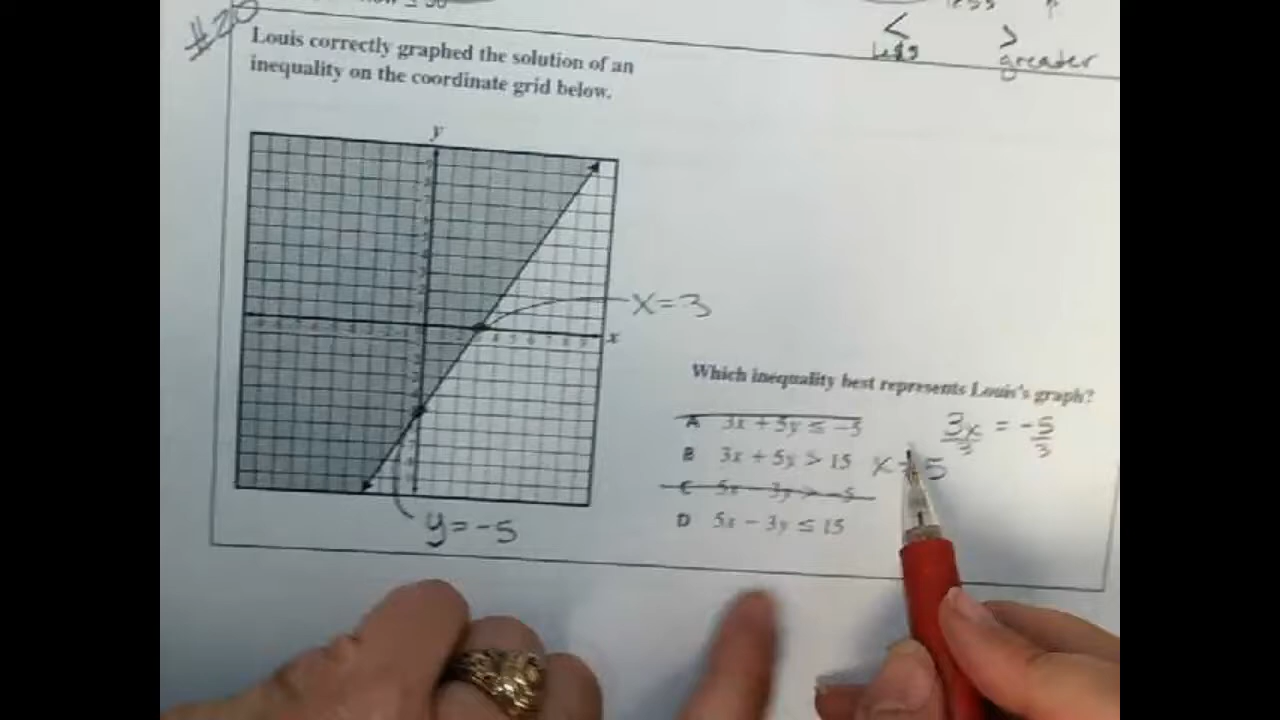 #20
< >
less greater
Louis correctly graphed the solution of an
inequality on the coordinate grid below.
y
x = 3
x
Which inequality best represents Louis's graph?
A 3x + 5y ≤ -5
3x/3 = -5/3
B 3x + 5y > 15 x = 5
C 5x - 3y > -5
D 5x - 3y ≤ 15
y = -5